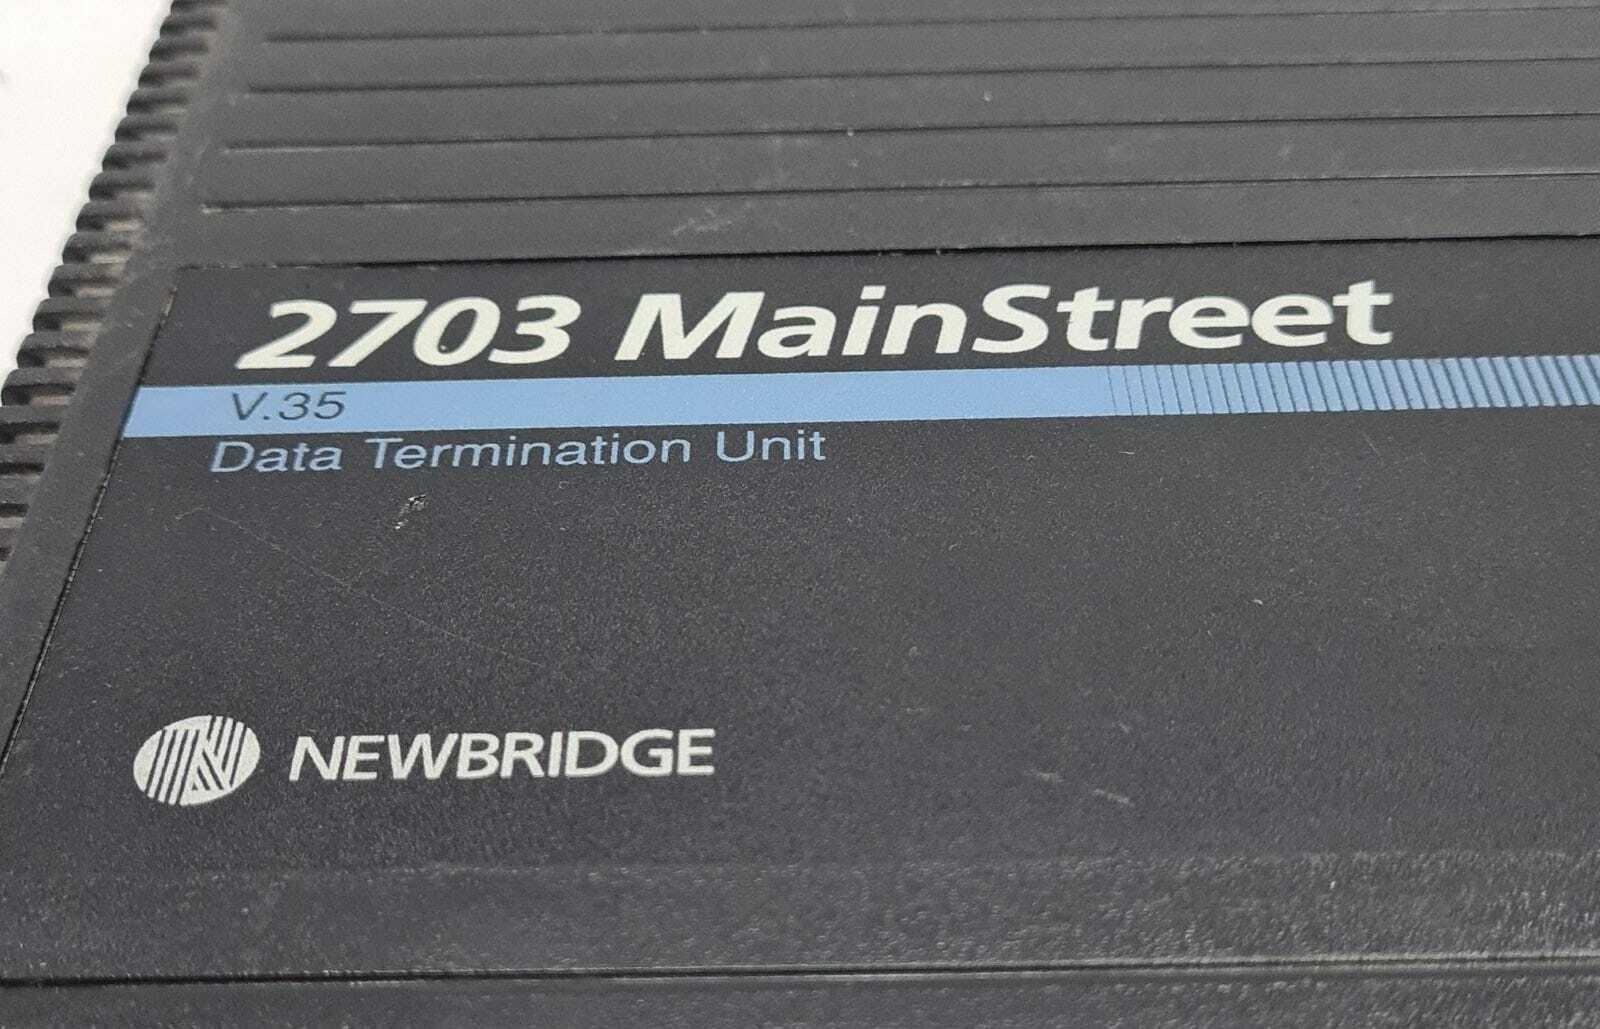 2703 MainStreet
V.35
Data Termination Unit
NEWBRIDGE